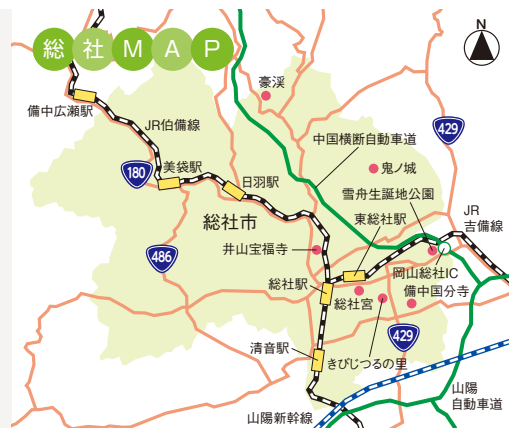 総社MAP
N
備中広瀬駅
JR伯備線
豪渓
中国横断自動車道
429
180
美袋駅
日羽駅
鬼ノ城
雪舟生誕地公園
東総社駅
JR
吉備線
総社市
486
井山宝福寺
岡山総社IC
総社駅
総社宮
備中国分寺
清音駅
きびじつるの里
429
山陽新幹線
山陽
自動車道